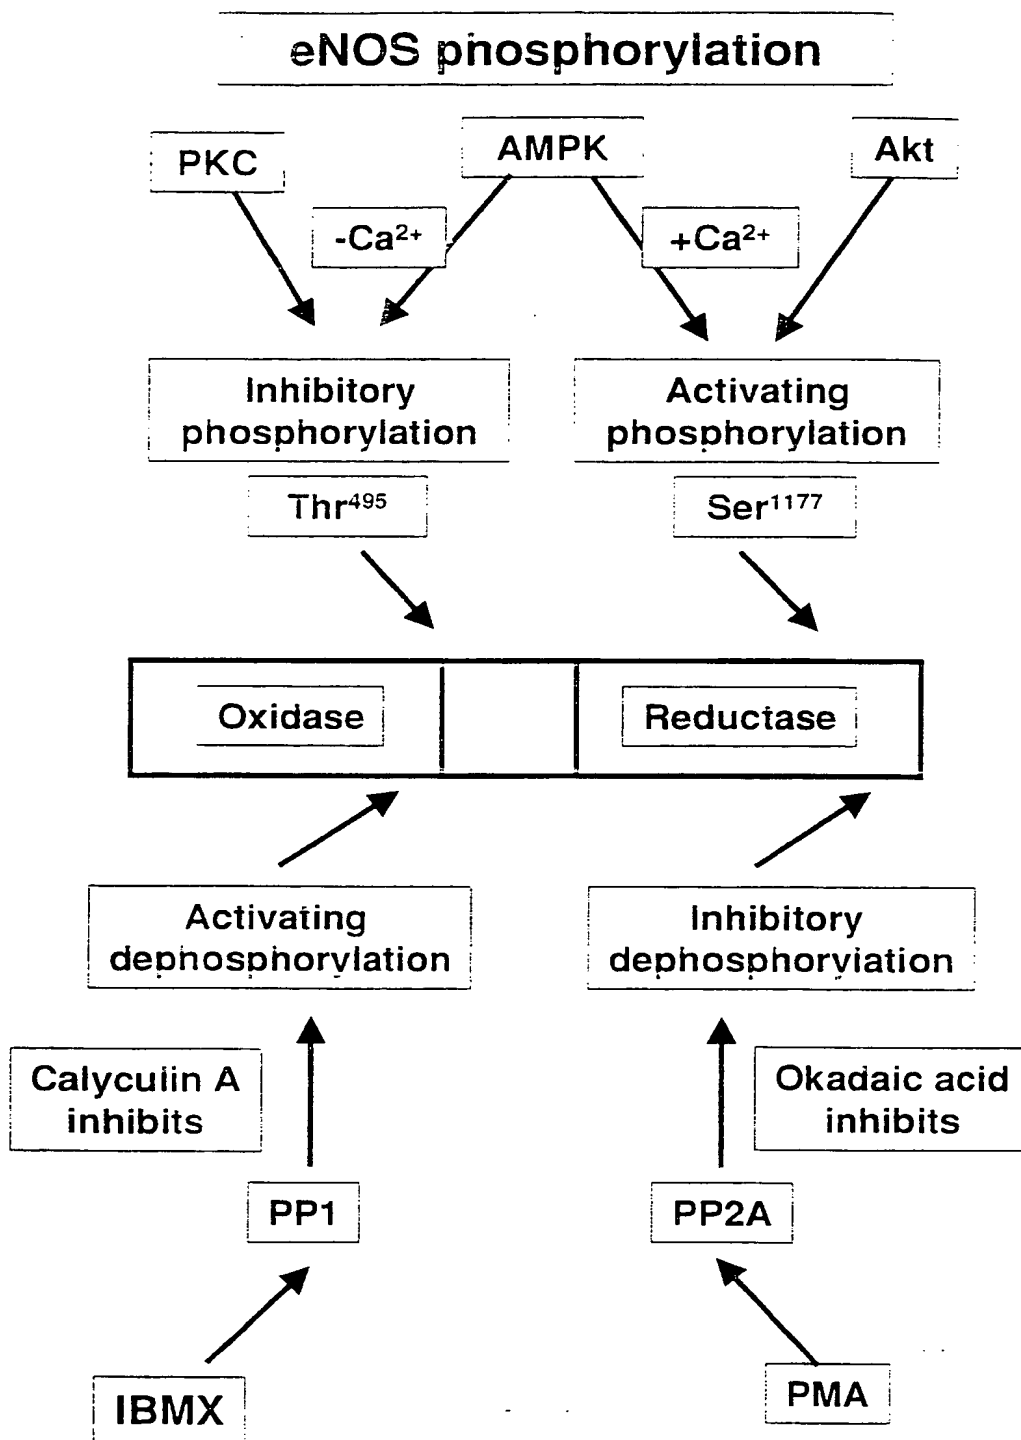 eNOS phosphorylation
PKC
AMPK
Akt
-Ca²⁺
+Ca²⁺
Inhibitory
phosphorylation
Activating
phosphorylation
Thr⁴⁹⁵
Ser¹¹⁷⁷
Oxidase
Reductase
Activating
dephosphorylation
Inhibitory
dephosphorylation
Calyculin A
inhibits
Okadaic acid
inhibits
PP1
PP2A
IBMX
PMA